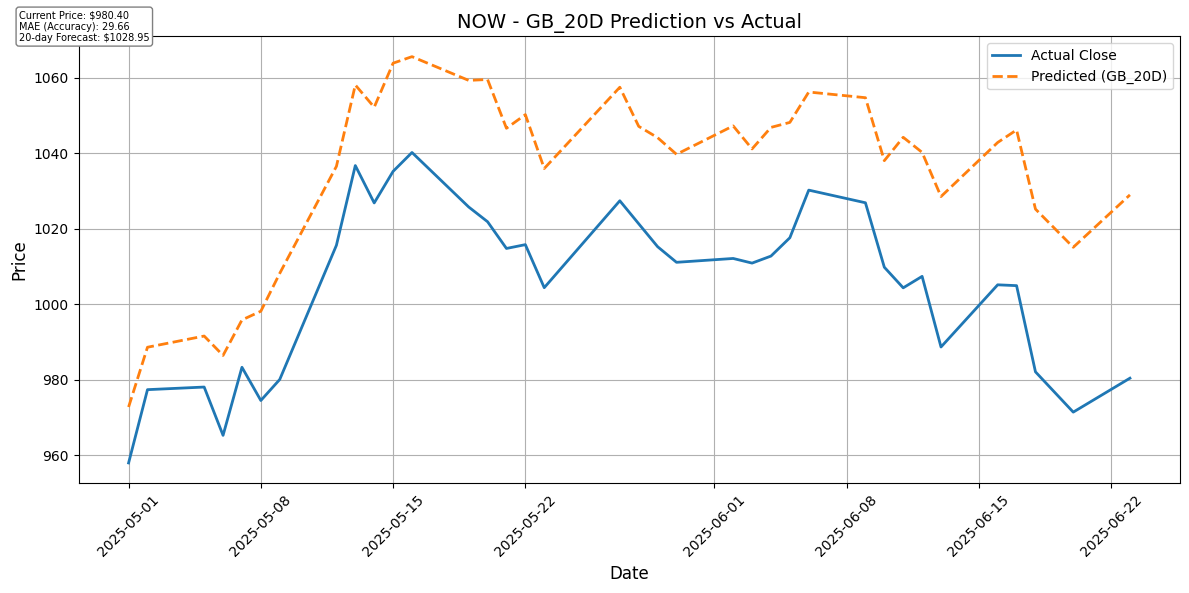 NOW - GB_20D Prediction vs Actual
Current Price: $980.40
MAE (Accuracy): 29.66
20-day Forecast: $1028.95
Actual Close
Predicted (GB_20D)
Price
1060
1040
1020
1000
980
960
2025-05-01
2025-05-08
2025-05-15
2025-05-22
2025-06-01
2025-06-08
2025-06-15
2025-06-22
Date